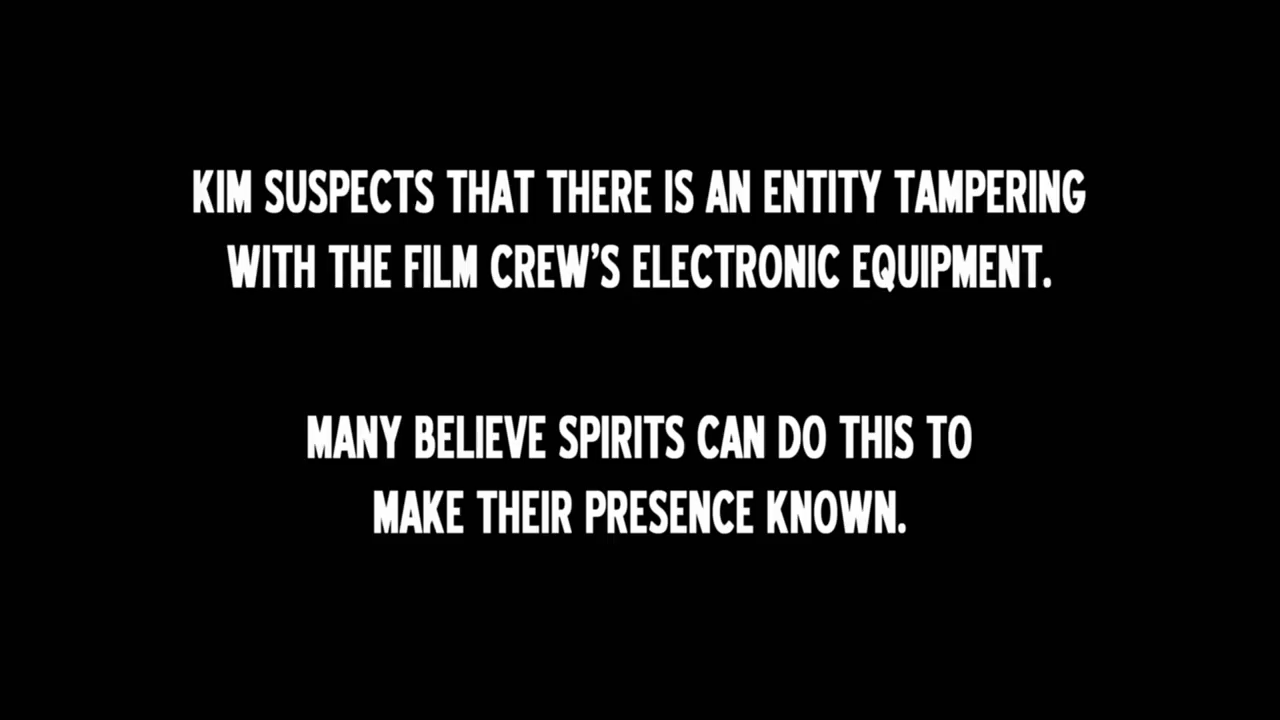 KIM SUSPECTS THAT THERE IS AN ENTITY TAMPERING
WITH THE FILM CREW'S ELECTRONIC EQUIPMENT.
MANY BELIEVE SPIRITS CAN DO THIS TO
MAKE THEIR PRESENCE KNOWN.